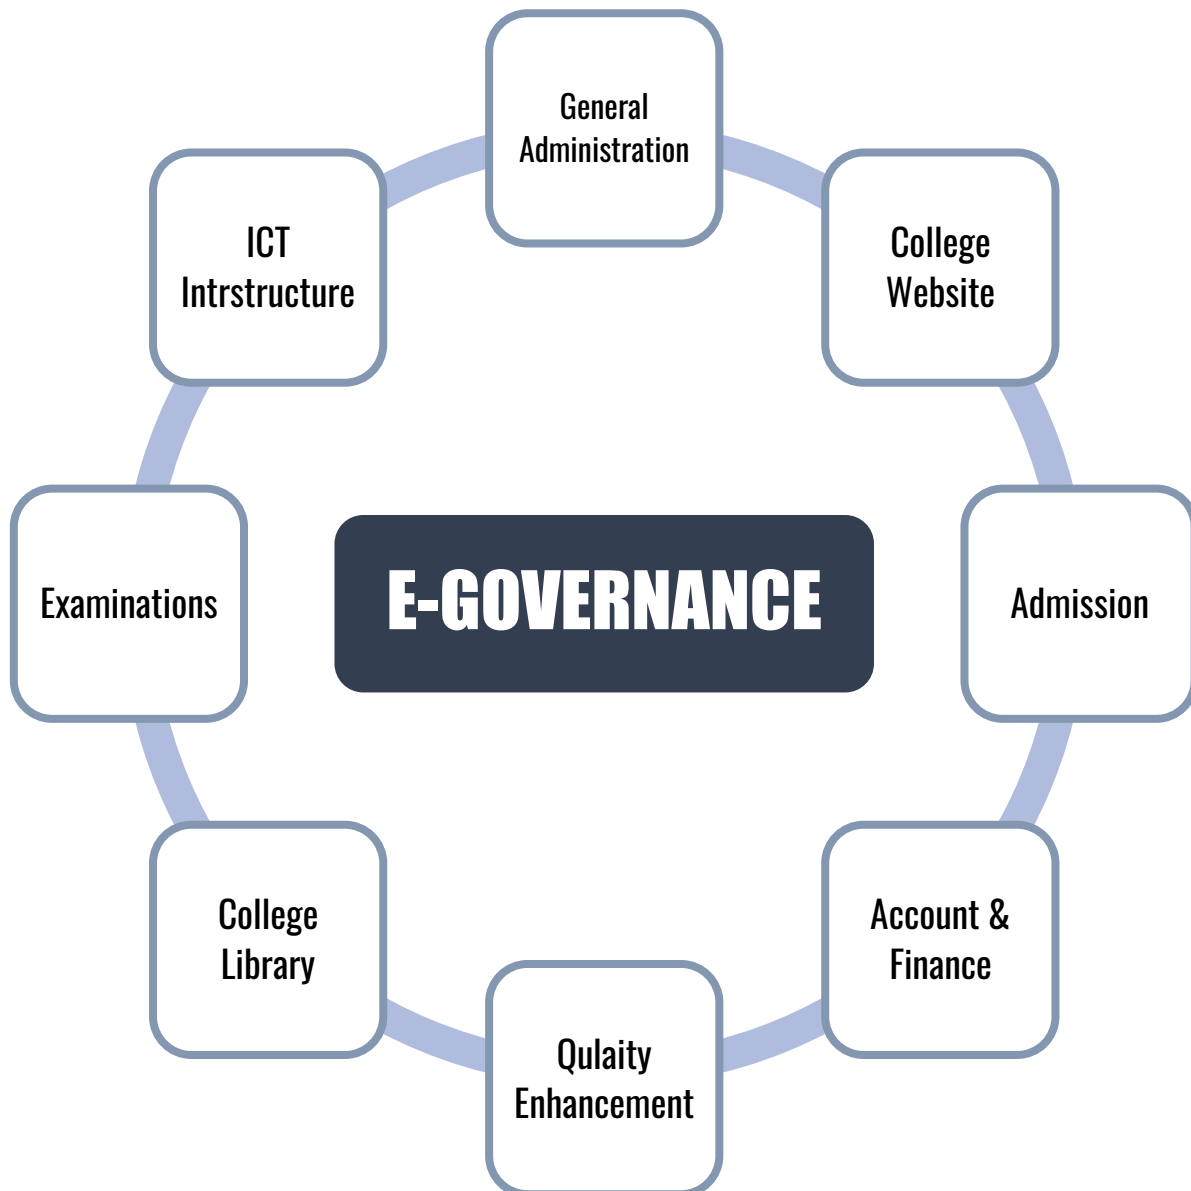 General
Administration
ICT
Intrstructure
College
Website
Examinations
E-GOVERNANCE
Admission
College
Library
Account &
Finance
Qulaity
Enhancement